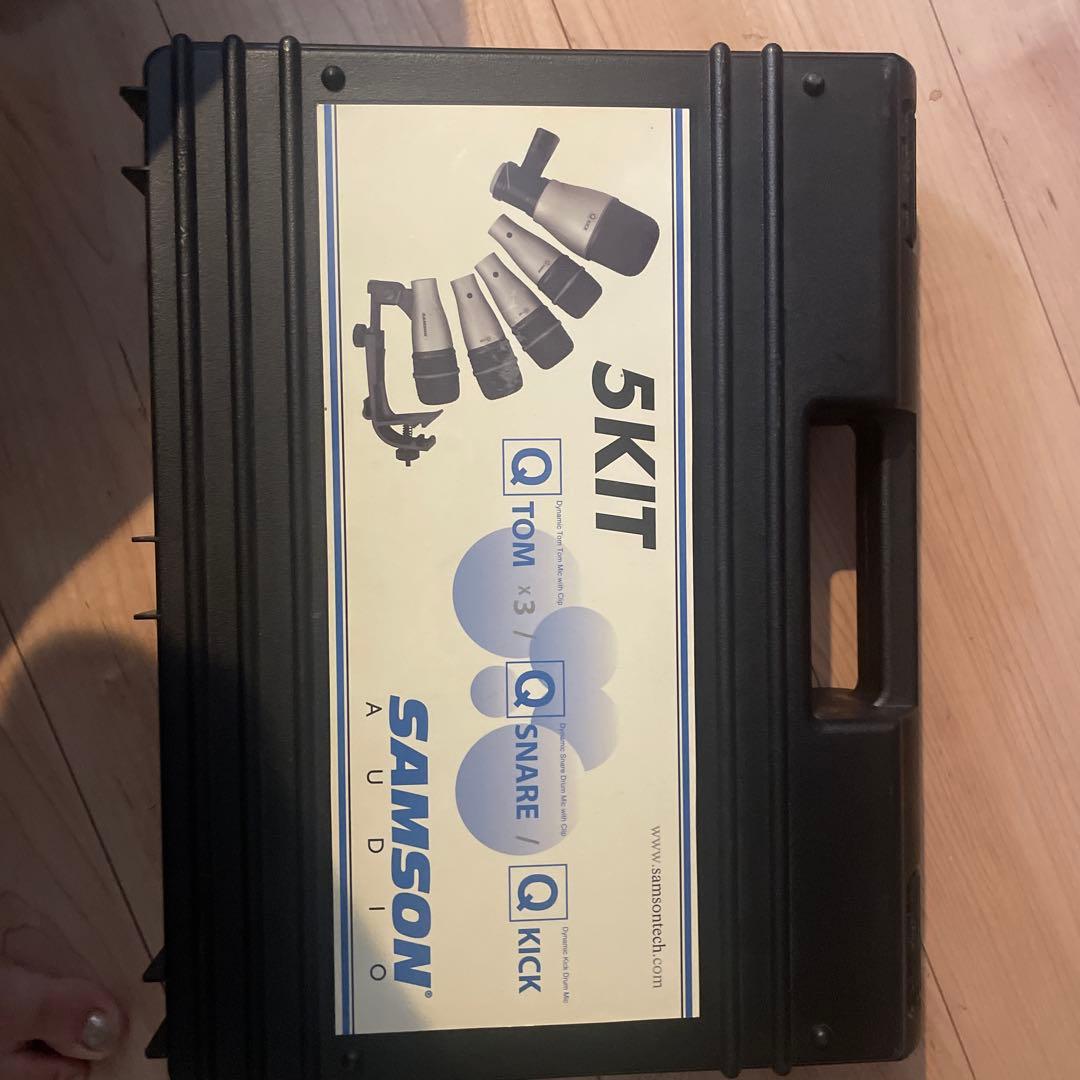 5KIT
www.samsontech.com
Dynamic Tom Tom Mic with Clip
Dynamic Snare Drum Mic with Clip
Dynamic Kick Drum Mic
Q TOM x 3 / Q SNARE / Q KICK
SAMSON®
AUDIO